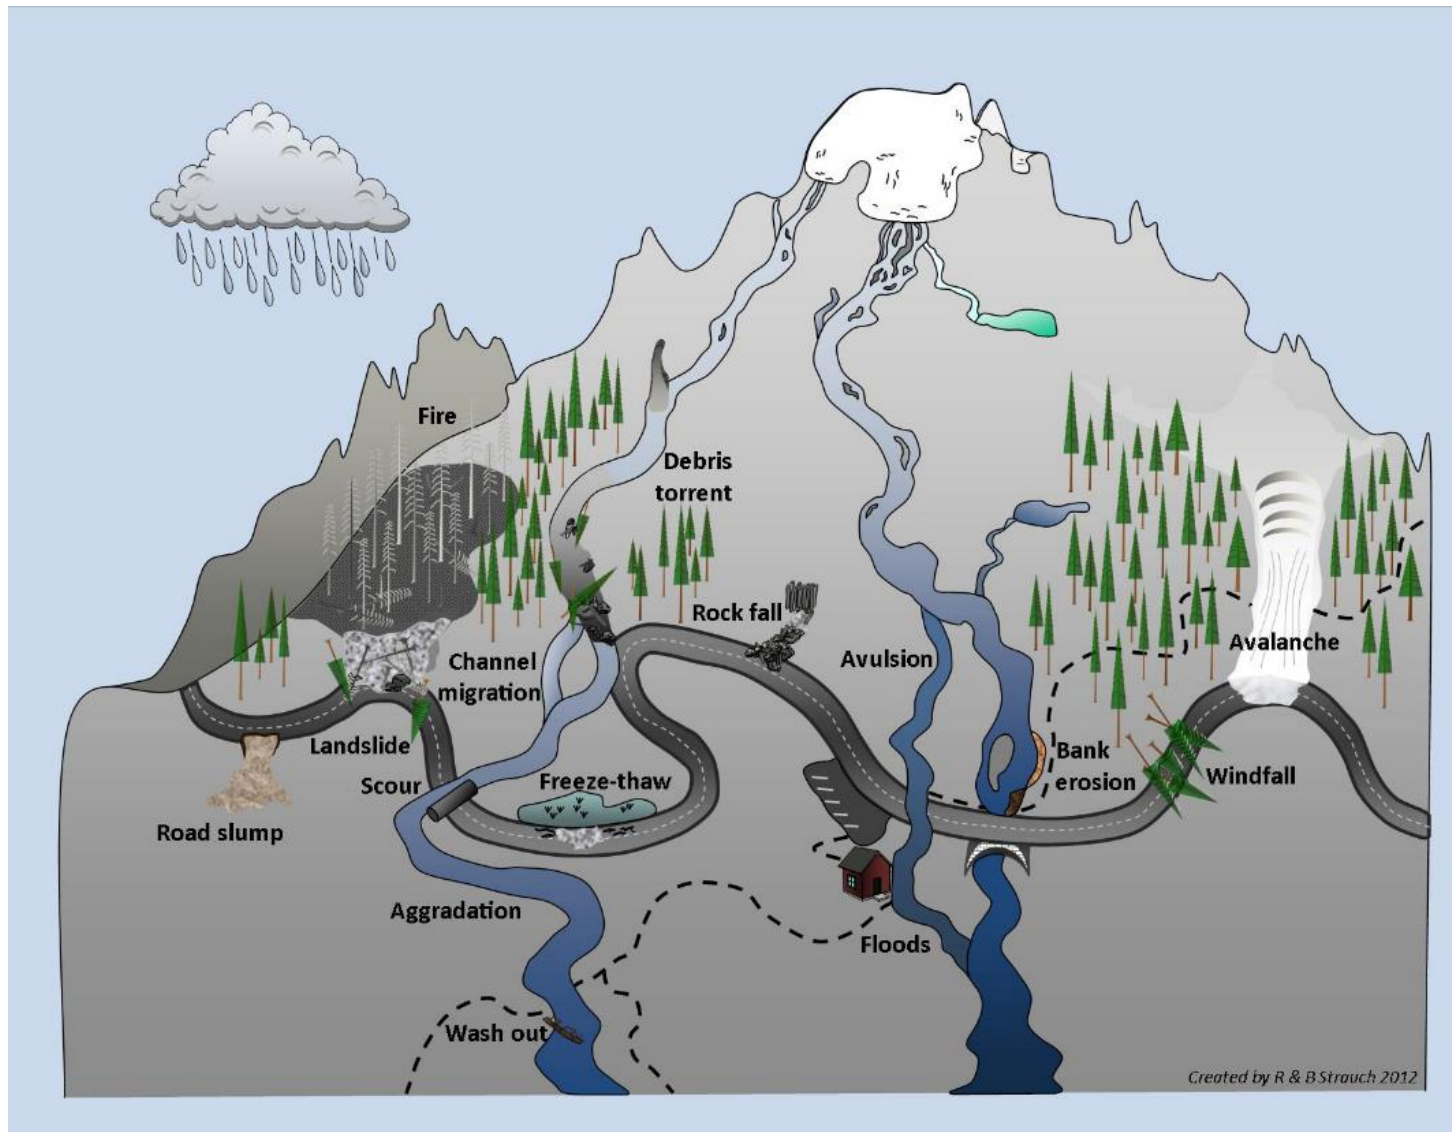 Fire
Debris
torrent
Rock fall
Channel
migration
Avulsion
Avalanche
Landslide
Scour
Freeze-thaw
Bank
erosion
Windfall
Road slump
Aggradation
Floods
Wash out
Created by R & B Strauch 2012